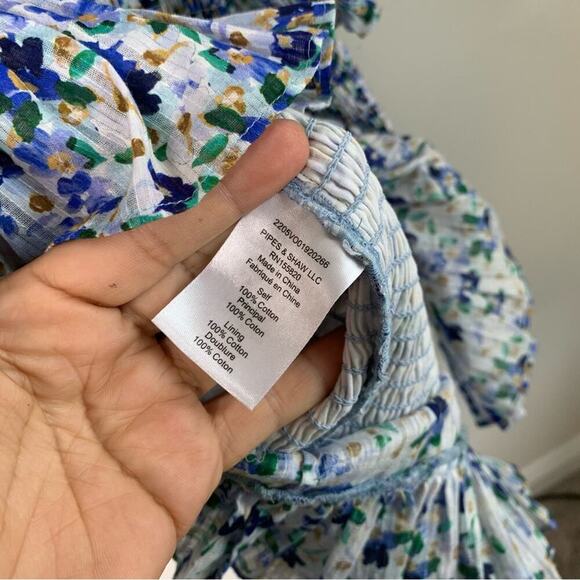 2205VO01920266
PIPES & SHAW LLC
RN155820
Made in China
Fabriqué en Chine
Self
100% Cotton
Principal
100% Coton
Lining
100% Cotton
Doublure
100% Coton